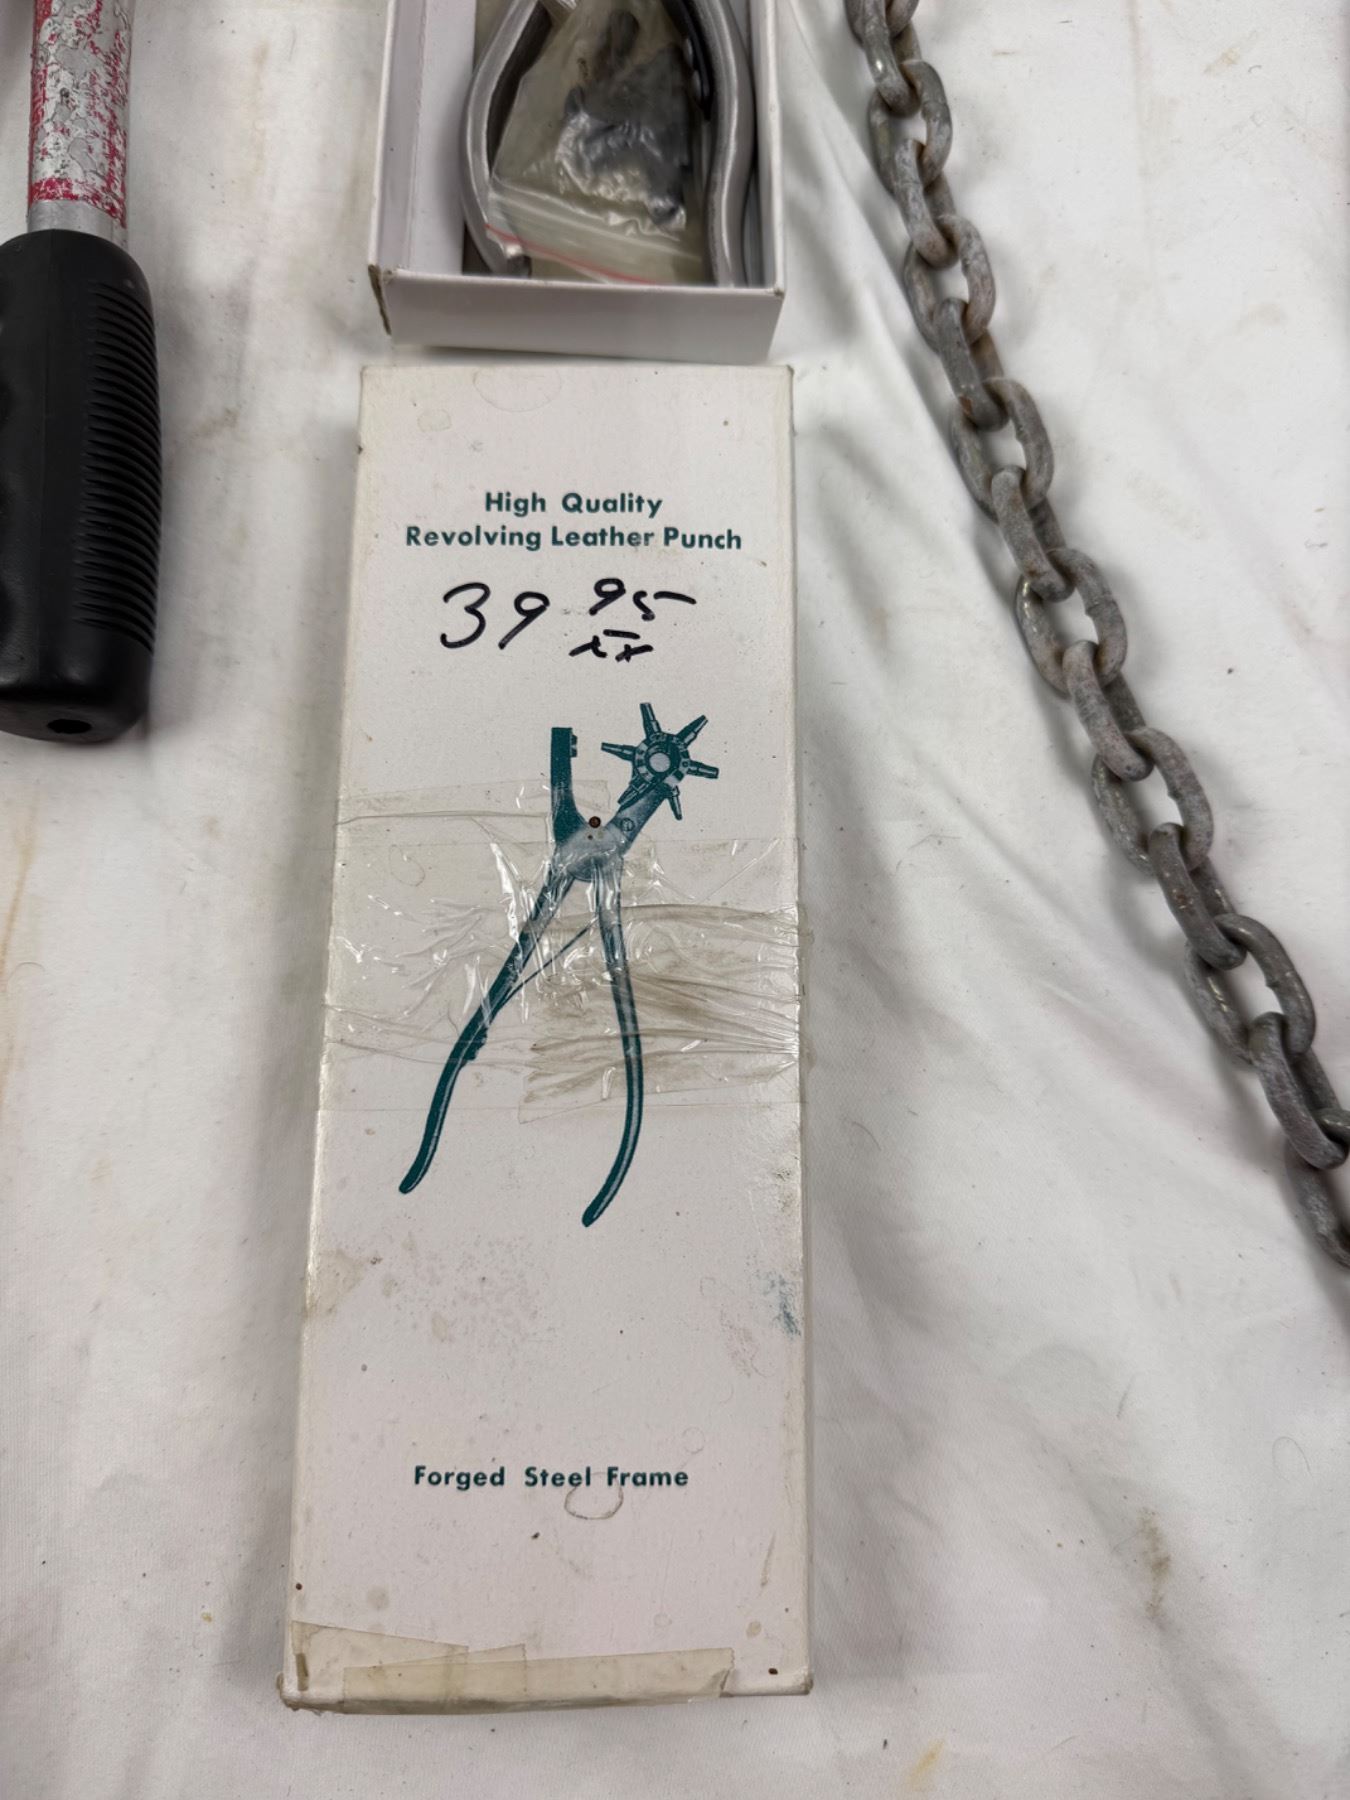 High Quality
Revolving Leather Punch
39 95
Forged Steel Frame